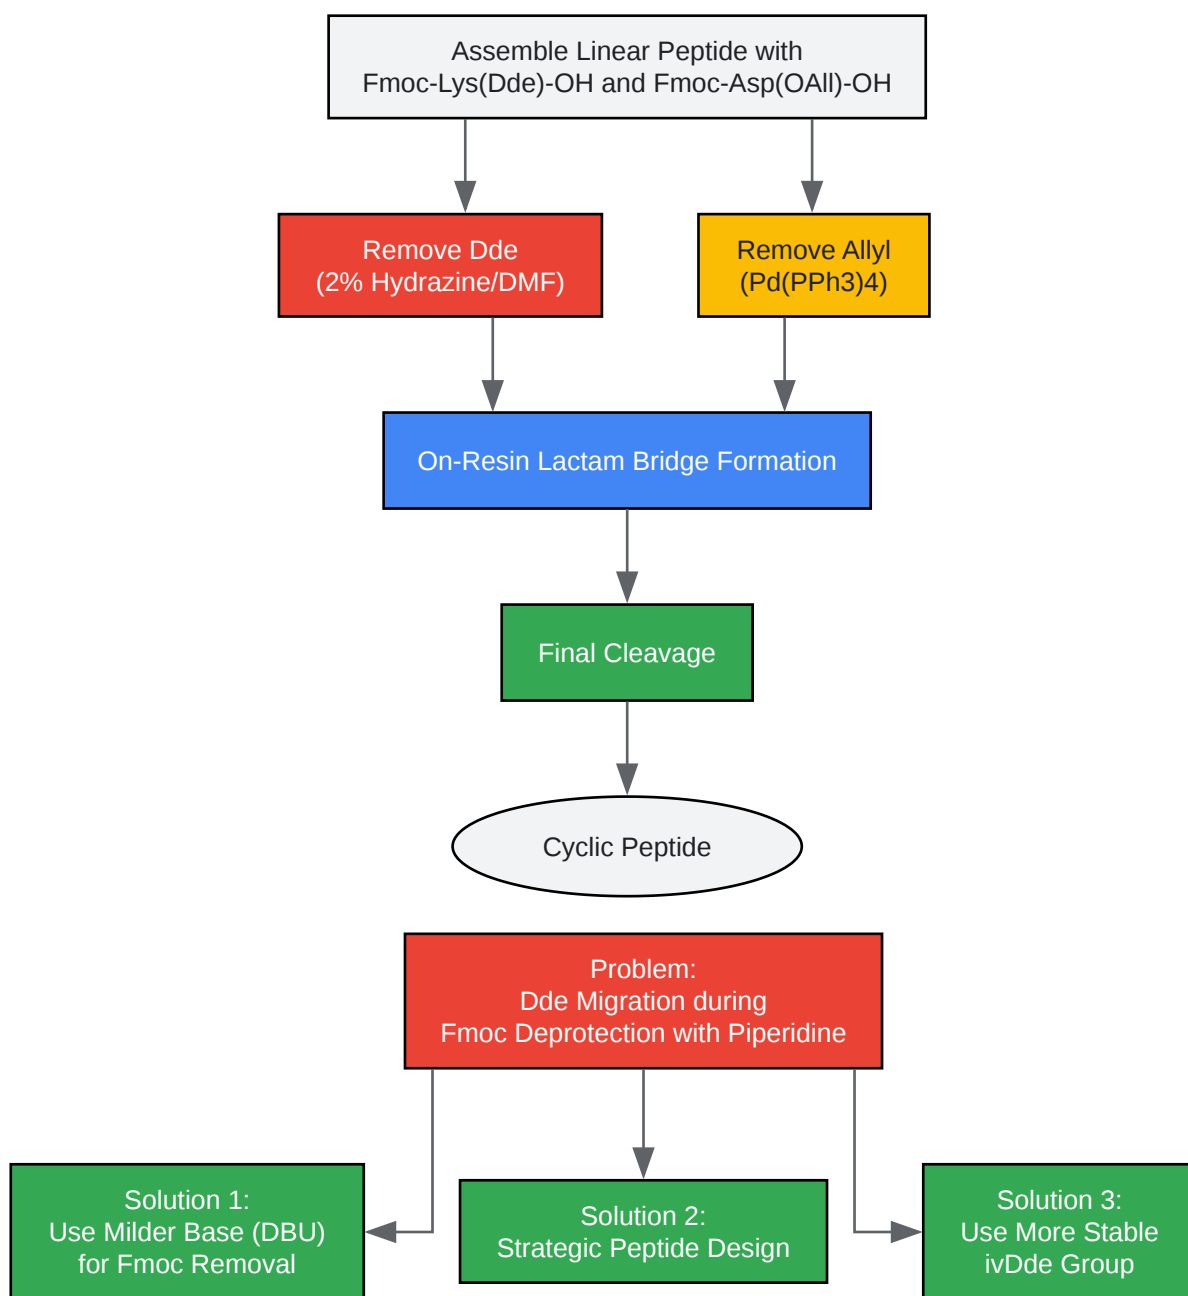 Assemble Linear Peptide with
Fmoc-Lys(Dde)-OH and Fmoc-Asp(OAll)-OH
Remove Dde
(2% Hydrazine/DMF)
Remove Allyl
(Pd(PPh3)4)
On-Resin Lactam Bridge Formation
Final Cleavage
Cyclic Peptide
Problem:
Dde Migration during
Fmoc Deprotection with Piperidine
Solution 1:
Use Milder Base (DBU)
for Fmoc Removal
Solution 2:
Strategic Peptide Design
Solution 3:
Use More Stable
ivDde Group